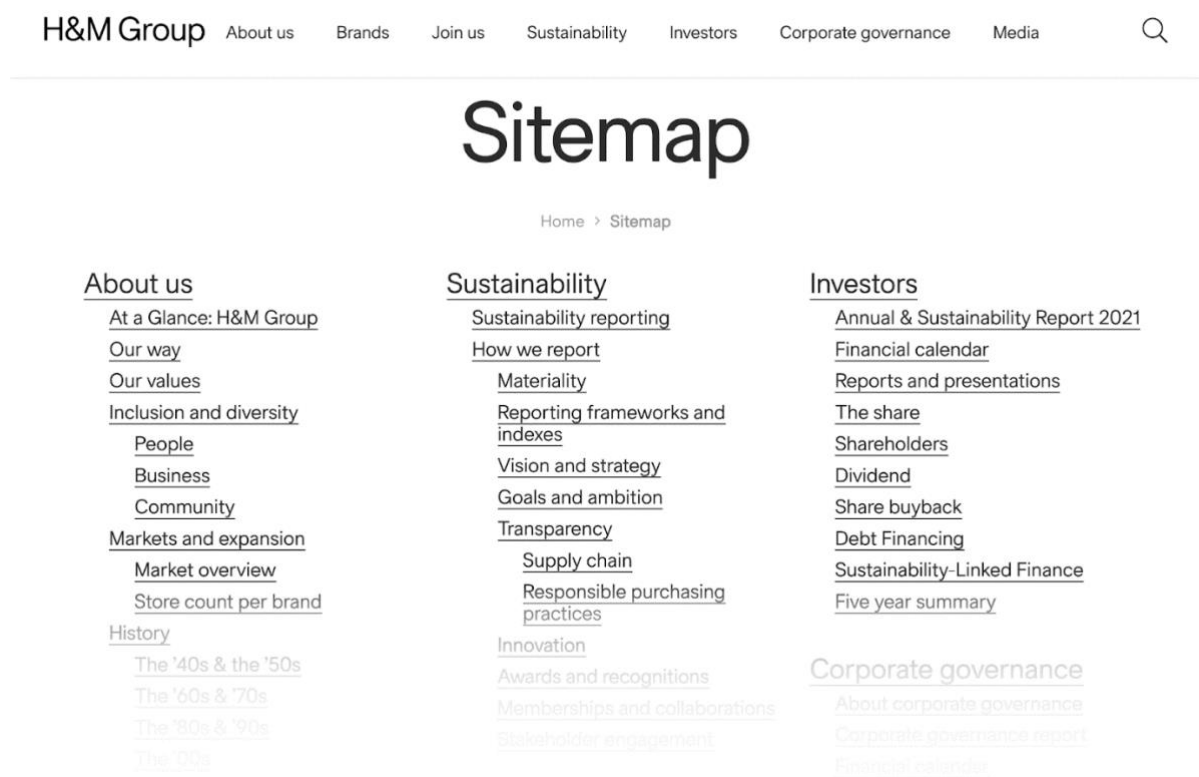 H&M Group About us Brands Join us Sustainability Investors Corporate governance Media
Sitemap
Home > Sitemap
About us
At a Glance: H&M Group
Our way
Our values
Inclusion and diversity
People
Business
Community
Markets and expansion
Market overview
Store count per brand
History
The '40s & the '50s
The '60s & '70s
The '80s & '90s
The '00s
Sustainability
Sustainability reporting
How we report
Materiality
Reporting frameworks and
indexes
Vision and strategy
Goals and ambition
Transparency
Supply chain
Responsible purchasing
practices
Innovation
Awards and recognitions
Memberships and collaborations
Stakeholder engagement
Investors
Annual & Sustainability Report 2021
Financial calendar
Reports and presentations
The share
Shareholders
Dividend
Share buyback
Debt Financing
Sustainability-Linked Finance
Five year summary
Corporate governance
About corporate governance
Corporate governance report
Financial calendar